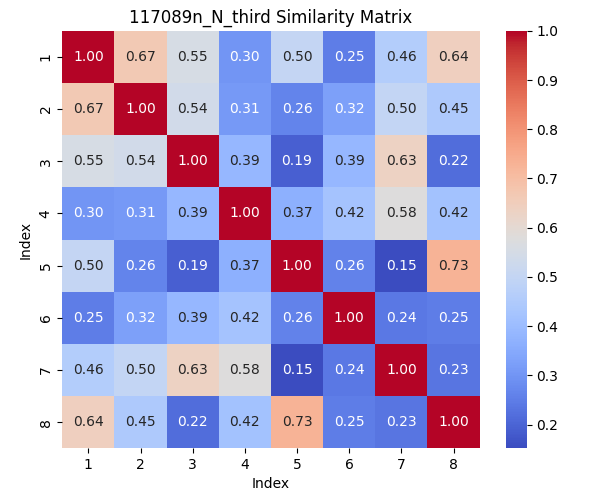 117089n_N_third Similarity Matrix
1 1.00 0.67 0.55 0.30 0.50 0.25 0.46 0.64
2 0.67 1.00 0.54 0.31 0.26 0.32 0.50 0.45
3 0.55 0.54 1.00 0.39 0.19 0.39 0.63 0.22
4 0.30 0.31 0.39 1.00 0.37 0.42 0.58 0.42
5 0.50 0.26 0.19 0.37 1.00 0.26 0.15 0.73
6 0.25 0.32 0.39 0.42 0.26 1.00 0.24 0.25
7 0.46 0.50 0.63 0.58 0.15 0.24 1.00 0.23
8 0.64 0.45 0.22 0.42 0.73 0.25 0.23 1.00
1 2 3 4 5 6 7 8
Index
Index
1.0
0.9
0.8
0.7
0.6
0.5
0.4
0.3
0.2